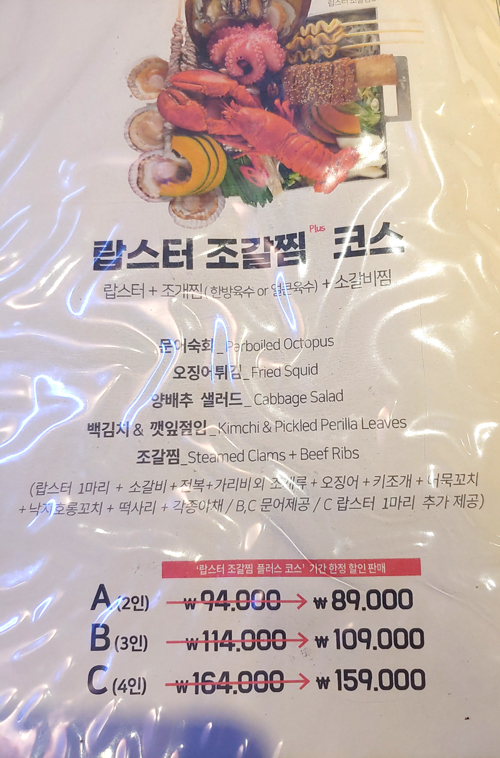 랍스터 조갈찜 Plus 코스
랍스터 + 조개찜 (한방육수 or 얼큰육수) + 소갈비찜
문어숙회_Parboiled Octopus
오징어튀김_Fried Squid
양배추 샐러드_Cabbage Salad
백김치 & 깻잎절임_Kimchi & Pickled Perilla Leaves
조갈찜_Steamed Clams + Beef Ribs
(랍스터 1마리 + 소갈비 + 전복+가리비외 조개류 + 오징어 + 키조개 + 어묵꼬치
+낙지호롱꼬치 + 떡사리 + 각종야채 / B,C 문어제공 / C 랍스터 1마리 추가 제공)
'랍스터 조갈찜 플러스 코스' 기간 한정 할인 판매
A (2인) ₩94.000 → ₩89.000
B (3인) ₩114.000 → ₩109.000
C (4인) ₩164.000 → ₩159.000